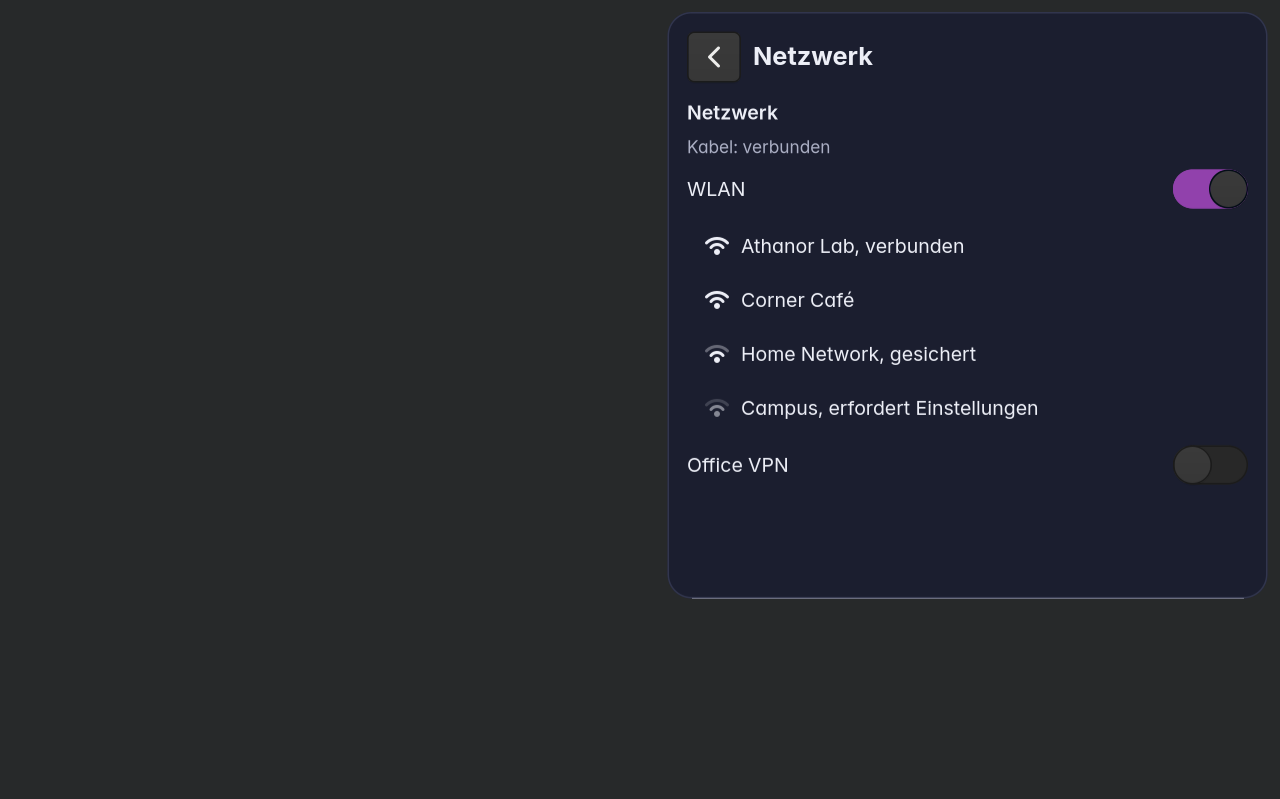 Netzwerk
Netzwerk
Kabel: verbunden
WLAN
Athanor Lab, verbunden
Corner Café
Home Network, gesichert
Campus, erfordert Einstellungen
Office VPN